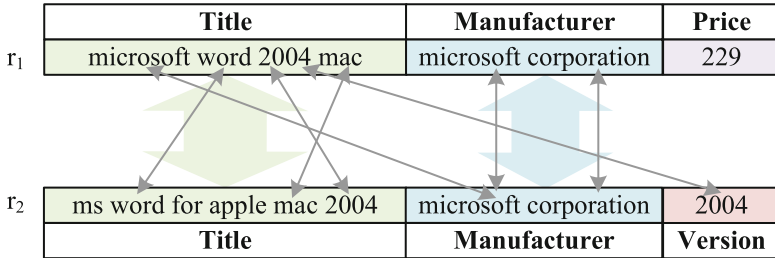 Title Manufacturer Price
r1 microsoft word 2004 mac microsoft corporation 229
r2 ms word for apple mac 2004 microsoft corporation 2004
Title Manufacturer Version